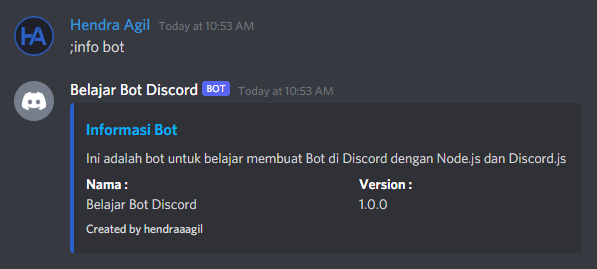 HA
Hendra Agil Today at 10:53 AM
;info bot
Belajar Bot Discord BOT Today at 10:53 AM
Informasi Bot
Ini adalah bot untuk belajar membuat Bot di Discord dengan Node.js dan Discord.js
Nama : Version :
Belajar Bot Discord 1.0.0
Created by hendraaagil